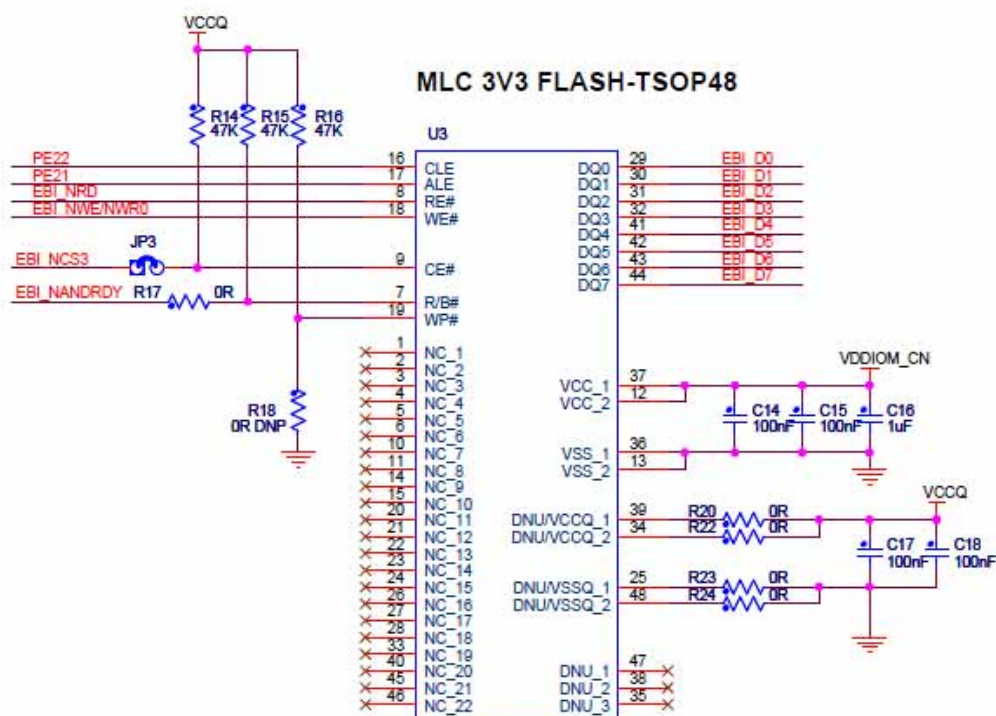 VCCQ
MLC 3V3 FLASH-TSOP48
R14 R15 R16
47K 47K 47K
U3
PE22 16 CLE DQ0 29 EBI_D0
PE21 17 ALE DQ1 30 EBI_D1
EBI_NRD 8 RE# DQ2 31 EBI_D2
EBI_NWE/NWR0 18 WE# DQ3 32 EBI_D3
DQ4 41 EBI_D4
JP3 DQ5 42 EBI_D5
EBI_NCS3 9 CE# DQ6 43 EBI_D6
DQ7 44 EBI_D7
EBI_NANDRDY R17 0R 7 R/B#
19 WP#
1 NC_1
2 NC_2
3 NC_3
4 NC_4
5 NC_5
6 NC_6
10 NC_7
11 NC_8
14 NC_9
15 NC_10
20 NC_11
21 NC_12
22 NC_13
23 NC_14
24 NC_15
26 NC_16
27 NC_17
28 NC_18
33 NC_19
40 NC_20
45 NC_21
46 NC_22
R18
0R DNP
VDDIOM_CN
VCC_1 37
VCC_2 12
C14 C15 C16
100nF 100nF 1uF
VSS_1 36
VSS_2 13
VCCQ
DNU/VCCQ_1 39 R20 0R
DNU/VCCQ_2 34 R22 0R
C17 C18
100nF 100nF
DNU/VSSQ_1 25 R23 0R
DNU/VSSQ_2 48 R24 0R
DNU_1 47
DNU_2 38
DNU_3 35